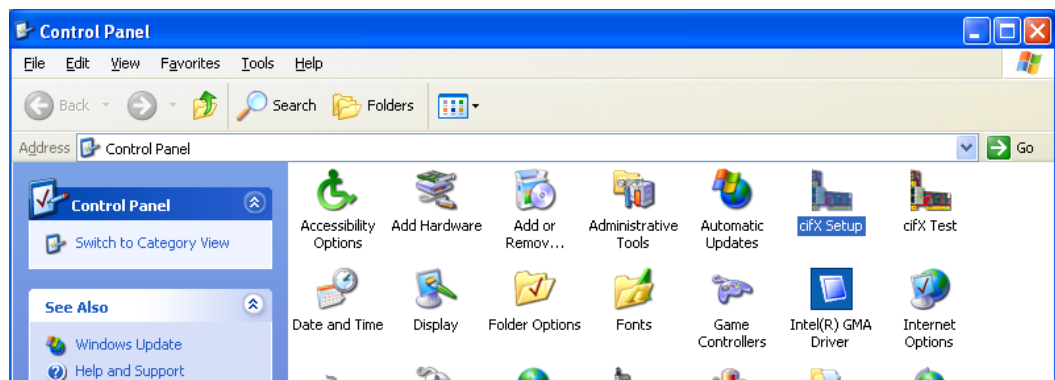 Control Panel
File Edit View Favorites Tools Help
Back Search Folders
Address Control Panel Go
Control Panel
Switch to Category View
See Also
Windows Update
Help and Support
Accessibility Options
Add Hardware
Add or Remov...
Administrative Tools
Automatic Updates
cifX Setup
cifX Test
Date and Time
Display
Folder Options
Fonts
Game Controllers
Intel(R) GMA Driver
Internet Options